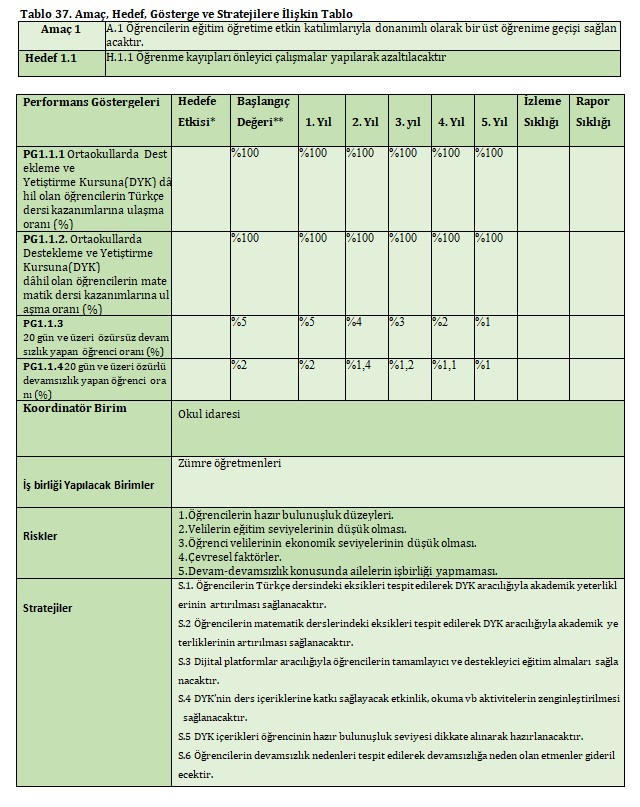 Tablo 37. Amaç, Hedef, Gösterge ve Stratejilere İlişkin Tablo
Amaç 1
A.1 Öğrencilerin eğitim öğretime etkin katılımlarıyla donanımlı olarak bir üst öğrenime geçişi sağlan
acaktır.
Hedef 1.1
H.1.1 Öğrenme kayıpları önleyici çalışmalar yapılarak azaltılacaktır
Performans Göstergeleri
Hedefe
Etkisi*
Başlangıç
Değeri**
1. Yıl
2. Yıl
3. yıl
4. Yıl
5. Yıl
İzleme
Sıklığı
Rapor
Sıklığı
PG1.1.1 Ortaokullarda Dest
ekleme ve
Yetiştirme Kursuna(DYK) dâ
hil olan öğrencilerin Türkçe
dersi kazanımlarına ulaşma
oranı (%)
%100 %100 %100 %100 %100 %100
PG1.1.2. Ortaokullarda
Destekleme ve Yetiştirme
Kursuna(DYK)
dâhil olan öğrencilerin mate
matik dersi kazanımlarına ul
aşma oranı (%)
%100 %100 %100 %100 %100 %100
PG1.1.3
20 gün ve üzeri özürsüz devam
sızlık yapan öğrenci oranı (%)
%5 %5 %4 %3 %2 %1
PG1.1.4 20 gün ve üzeri özürlü
devamsızlık yapan öğrenci ora
nı (%)
%2 %2 %1,4 %1,2 %1,1 %1
Koordinatör Birim
Okul idaresi
İş birliği Yapılacak Birimler
Zümre öğretmenleri
Riskler
1.Öğrencilerin hazır bulunuşluk düzeyleri.
2.Velilerin eğitim seviyelerinin düşük olması.
3.Öğrenci velilerinin ekonomik seviyelerinin düşük olması.
4.Çevresel faktörler.
5.Devam-devamsızlık konusunda ailelerin işbirliği yapmaması.
Stratejiler
S.1. Öğrencilerin Türkçe dersindeki eksikleri tespit edilerek DYK aracılığıyla akademik yeterlikl
erinin artırılması sağlanacaktır.
S.2 Öğrencilerin matematik derslerindeki eksikleri tespit edilerek DYK aracılığıyla akademik ye
terliklerinin artırılması sağlanacaktır.
S.3 Dijital platformlar aracılığıyla öğrencilerin tamamlayıcı ve destekleyici eğitim almaları sağla
nacaktır.
S.4 DYK'nin ders içeriklerine katkı sağlayacak etkinlik, okuma vb aktivitelerin zenginleştirilmesi
sağlanacaktır.
S.5 DYK içerikleri öğrencinin hazır bulunuşluk seviyesi dikkate alınarak hazırlanacaktır.
S.6 Öğrencilerin devamsızlık nedenleri tespit edilerek devamsızlığa neden olan etmenler gideril
ecektir.